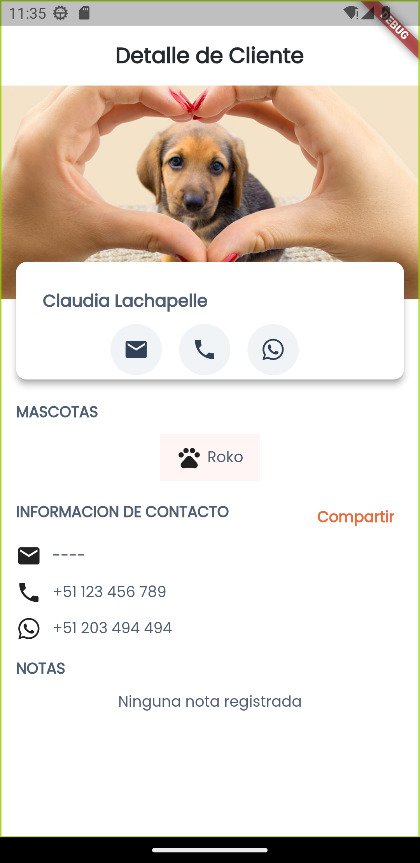 11:35
DEBUG
Detalle de Cliente
Claudia Lachapelle
MASCOTAS
Roko
INFORMACION DE CONTACTO
Compartir
----
+51 123 456 789
+51 203 494 494
NOTAS
Ninguna nota registrada